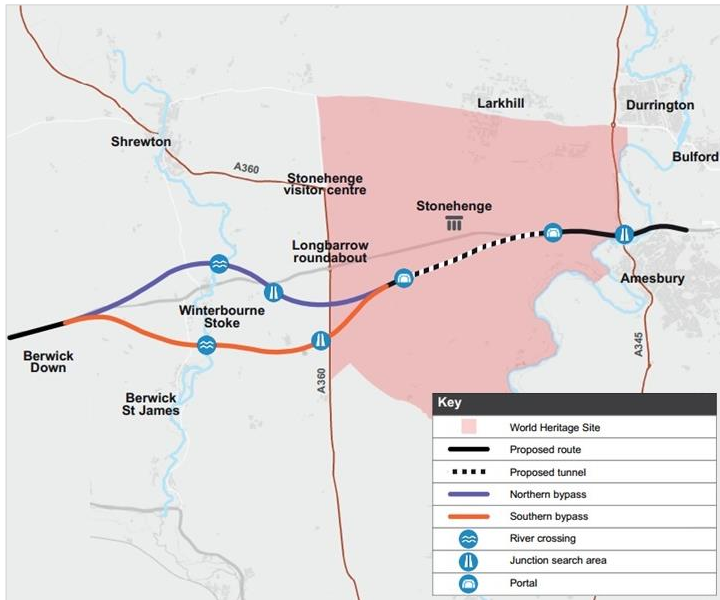 Larkhill
Durrington
Shrewton
Bulford
A360
Stonehenge
visitor centre
Stonehenge
Longbarrow
roundabout
Amesbury
Winterbourne
Stoke
A345
Berwick
Down
A360
Berwick
St James
Key
World Heritage Site
Proposed route
Proposed tunnel
Northern bypass
Southern bypass
River crossing
Junction search area
Portal